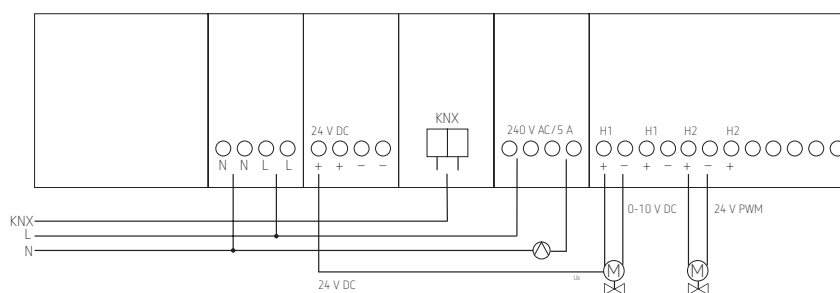 KNX
24 V DC
240 V AC/5 A
H1 H1 H2 H2
N N L L
+ + – –
+ – + – + – +
KNX
L
N
0-10 V DC
24 V PWM
M M
24 V DC